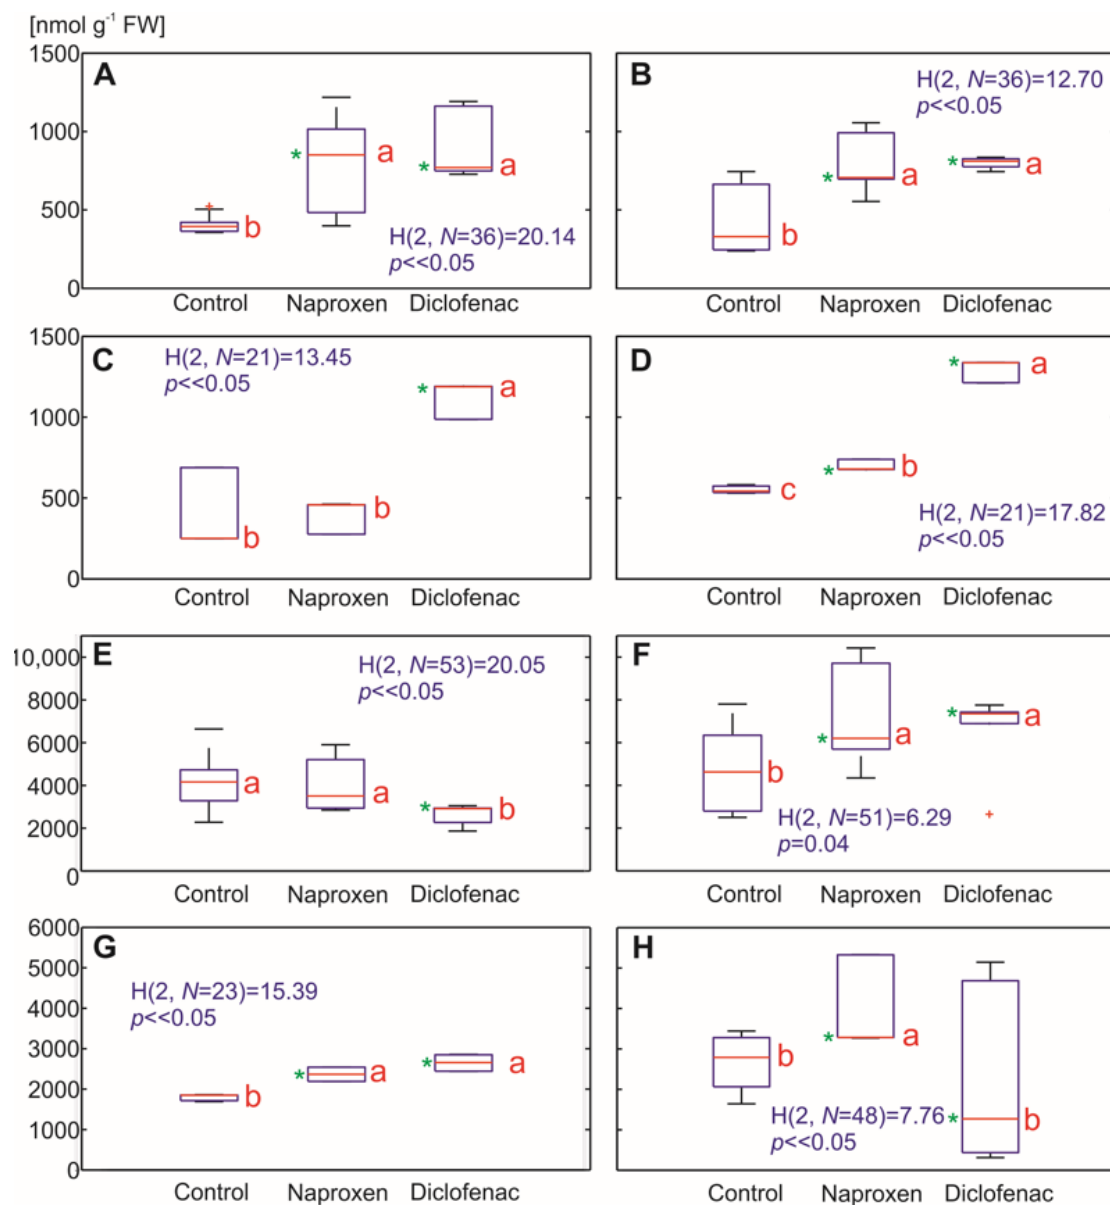 [nmol g⁻¹ FW]
1500
1000
500
0
A
*
*
b
a
a
H(2, N=36)=20.14
p<<0.05
Control Naproxen Diclofenac
B
H(2, N=36)=12.70
p<<0.05
*
*
b
a
a
Control Naproxen Diclofenac
1500
1000
500
0
C
H(2, N=21)=13.45
p<<0.05
*
b
b
a
Control Naproxen Diclofenac
D
*
*
c
b
a
H(2, N=21)=17.82
p<<0.05
Control Naproxen Diclofenac
10,000
8000
6000
4000
2000
0
E
H(2, N=53)=20.05
p<<0.05
*
a
a
b
Control Naproxen Diclofenac
F
*
*
b
a
a
H(2, N=51)=6.29
p=0.04
Control Naproxen Diclofenac
6000
5000
4000
3000
2000
1000
0
G
H(2, N=23)=15.39
p<<0.05
*
*
b
a
a
Control Naproxen Diclofenac
H
*
b
a
H(2, N=48)=7.76
p<<0.05
*
b
Control Naproxen Diclofenac